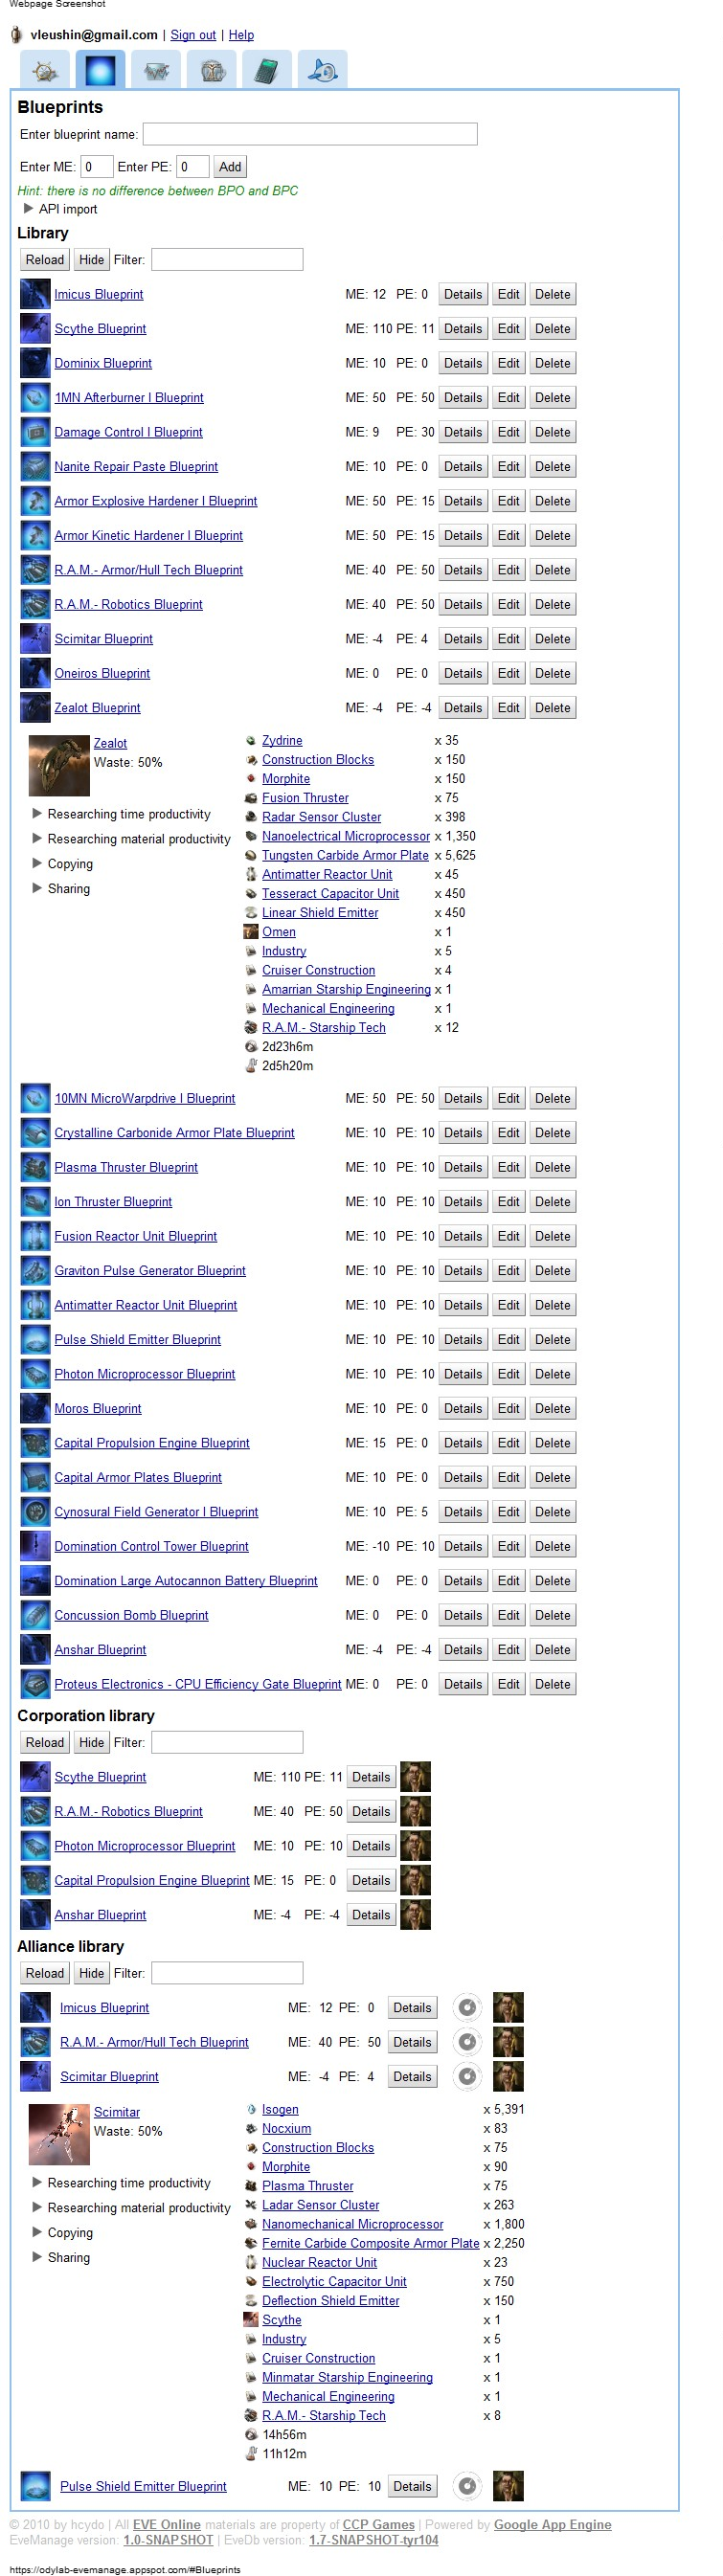 Webpage Screenshot
vleushin@gmail.com | Sign out | Help
Blueprints
Enter blueprint name:
Enter ME: 0 Enter PE: 0 Add
Hint: there is no difference between BPO and BPC
API import
Library
Reload Hide Filter:
Imicus Blueprint ME: 12 PE: 0 Details Edit Delete
Scythe Blueprint ME: 110 PE: 11 Details Edit Delete
Dominix Blueprint ME: 10 PE: 0 Details Edit Delete
1MN Afterburner I Blueprint ME: 50 PE: 50 Details Edit Delete
Damage Control I Blueprint ME: 9 PE: 30 Details Edit Delete
Nanite Repair Paste Blueprint ME: 10 PE: 0 Details Edit Delete
Armor Explosive Hardener I Blueprint ME: 50 PE: 15 Details Edit Delete
Armor Kinetic Hardener I Blueprint ME: 50 PE: 15 Details Edit Delete
R.A.M.- Armor/Hull Tech Blueprint ME: 40 PE: 50 Details Edit Delete
R.A.M.- Robotics Blueprint ME: 40 PE: 50 Details Edit Delete
Scimitar Blueprint ME: -4 PE: 4 Details Edit Delete
Oneiros Blueprint ME: 0 PE: 0 Details Edit Delete
Zealot Blueprint ME: -4 PE: -4 Details Edit Delete
Zealot
Waste: 50%
Researching time productivity
Researching material productivity
Copying
Sharing
Zydrine x 35
Construction Blocks x 150
Morphite x 150
Fusion Thruster x 75
Radar Sensor Cluster x 398
Nanoelectrical Microprocessor x 1,350
Tungsten Carbide Armor Plate x 5,625
Antimatter Reactor Unit x 45
Tesseract Capacitor Unit x 450
Linear Shield Emitter x 450
Omen x 1
Industry x 5
Cruiser Construction x 4
Amarrian Starship Engineering x 1
Mechanical Engineering x 1
R.A.M.- Starship Tech x 12
2d23h6m
2d5h20m
10MN MicroWarpdrive I Blueprint ME: 50 PE: 50 Details Edit Delete
Crystalline Carbonide Armor Plate Blueprint ME: 10 PE: 10 Details Edit Delete
Plasma Thruster Blueprint ME: 10 PE: 10 Details Edit Delete
Ion Thruster Blueprint ME: 10 PE: 10 Details Edit Delete
Fusion Reactor Unit Blueprint ME: 10 PE: 10 Details Edit Delete
Graviton Pulse Generator Blueprint ME: 10 PE: 10 Details Edit Delete
Antimatter Reactor Unit Blueprint ME: 10 PE: 10 Details Edit Delete
Pulse Shield Emitter Blueprint ME: 10 PE: 10 Details Edit Delete
Photon Microprocessor Blueprint ME: 10 PE: 10 Details Edit Delete
Moros Blueprint ME: 10 PE: 0 Details Edit Delete
Capital Propulsion Engine Blueprint ME: 15 PE: 0 Details Edit Delete
Capital Armor Plates Blueprint ME: 10 PE: 0 Details Edit Delete
Cynosural Field Generator I Blueprint ME: 10 PE: 5 Details Edit Delete
Domination Control Tower Blueprint ME: -10 PE: 10 Details Edit Delete
Domination Large Autocannon Battery Blueprint ME: 0 PE: 0 Details Edit Delete
Concussion Bomb Blueprint ME: 0 PE: 0 Details Edit Delete
Anshar Blueprint ME: -4 PE: -4 Details Edit Delete
Proteus Electronics - CPU Efficiency Gate Blueprint ME: 0 PE: 0 Details Edit Delete
Corporation library
Reload Hide Filter:
Scythe Blueprint ME: 110 PE: 11 Details
R.A.M.- Robotics Blueprint ME: 40 PE: 50 Details
Photon Microprocessor Blueprint ME: 10 PE: 10 Details
Capital Propulsion Engine Blueprint ME: 15 PE: 0 Details
Anshar Blueprint ME: -4 PE: -4 Details
Alliance library
Reload Hide Filter:
Imicus Blueprint ME: 12 PE: 0 Details
R.A.M.- Armor/Hull Tech Blueprint ME: 40 PE: 50 Details
Scimitar Blueprint ME: -4 PE: 4 Details
Scimitar
Waste: 50%
Researching time productivity
Researching material productivity
Copying
Sharing
Isogen x 5,391
Nocxium x 83
Construction Blocks x 75
Morphite x 90
Plasma Thruster x 75
Ladar Sensor Cluster x 263
Nanomechanical Microprocessor x 1,800
Fernite Carbide Composite Armor Plate x 2,250
Nuclear Reactor Unit x 23
Electrolytic Capacitor Unit x 750
Deflection Shield Emitter x 150
Scythe x 1
Industry x 5
Cruiser Construction x 1
Minmatar Starship Engineering x 1
Mechanical Engineering x 1
R.A.M.- Starship Tech x 8
14h56m
11h12m
Pulse Shield Emitter Blueprint ME: 10 PE: 10 Details
© 2010 by hcydo | All EVE Online materials are property of CCP Games | Powered by Google App Engine
EveManage version: 1.0-SNAPSHOT | EveDb version: 1.7-SNAPSHOT-tyr104
https://odylab-evemanage.appspot.com/#Blueprints